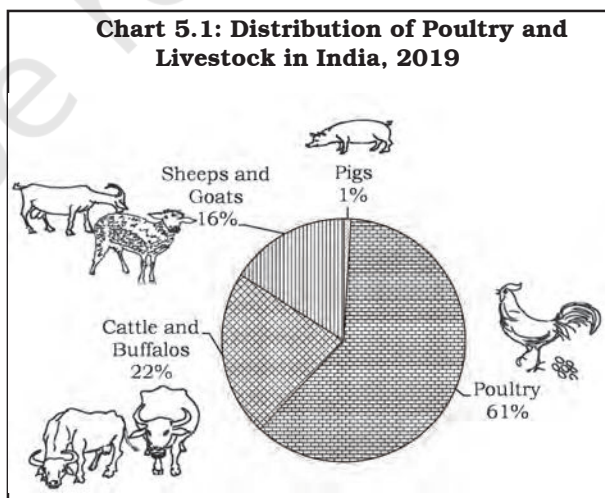 Chart 5.1: Distribution of Poultry and
Livestock in India, 2019
Pigs
1%
Sheeps and
Goats
16%
Cattle and
Buffalos
22%
Poultry
61%